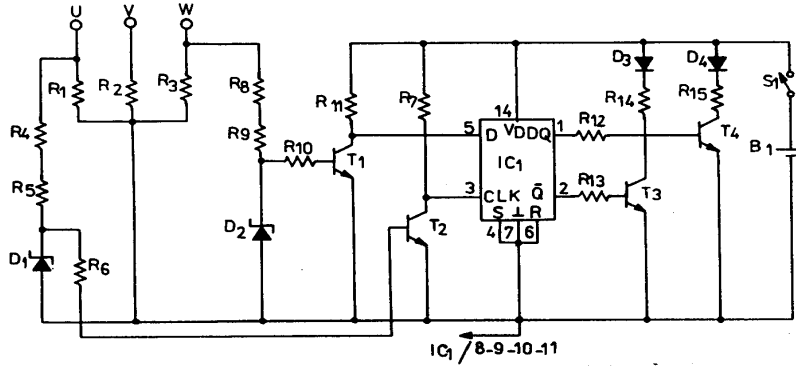 U V W
R1 R2 R3
R4 R8 R11 R7
R5 R9 R10
D1 R6 D2 T1 T2
14
5 D VDD Q 1
IC1
3 CLK Q̅ 2
S ⊥ R
4 7 6
R12 R13
D3 D4
R14 R15
T3 T4
S1
B1
IC1/8-9-10-11